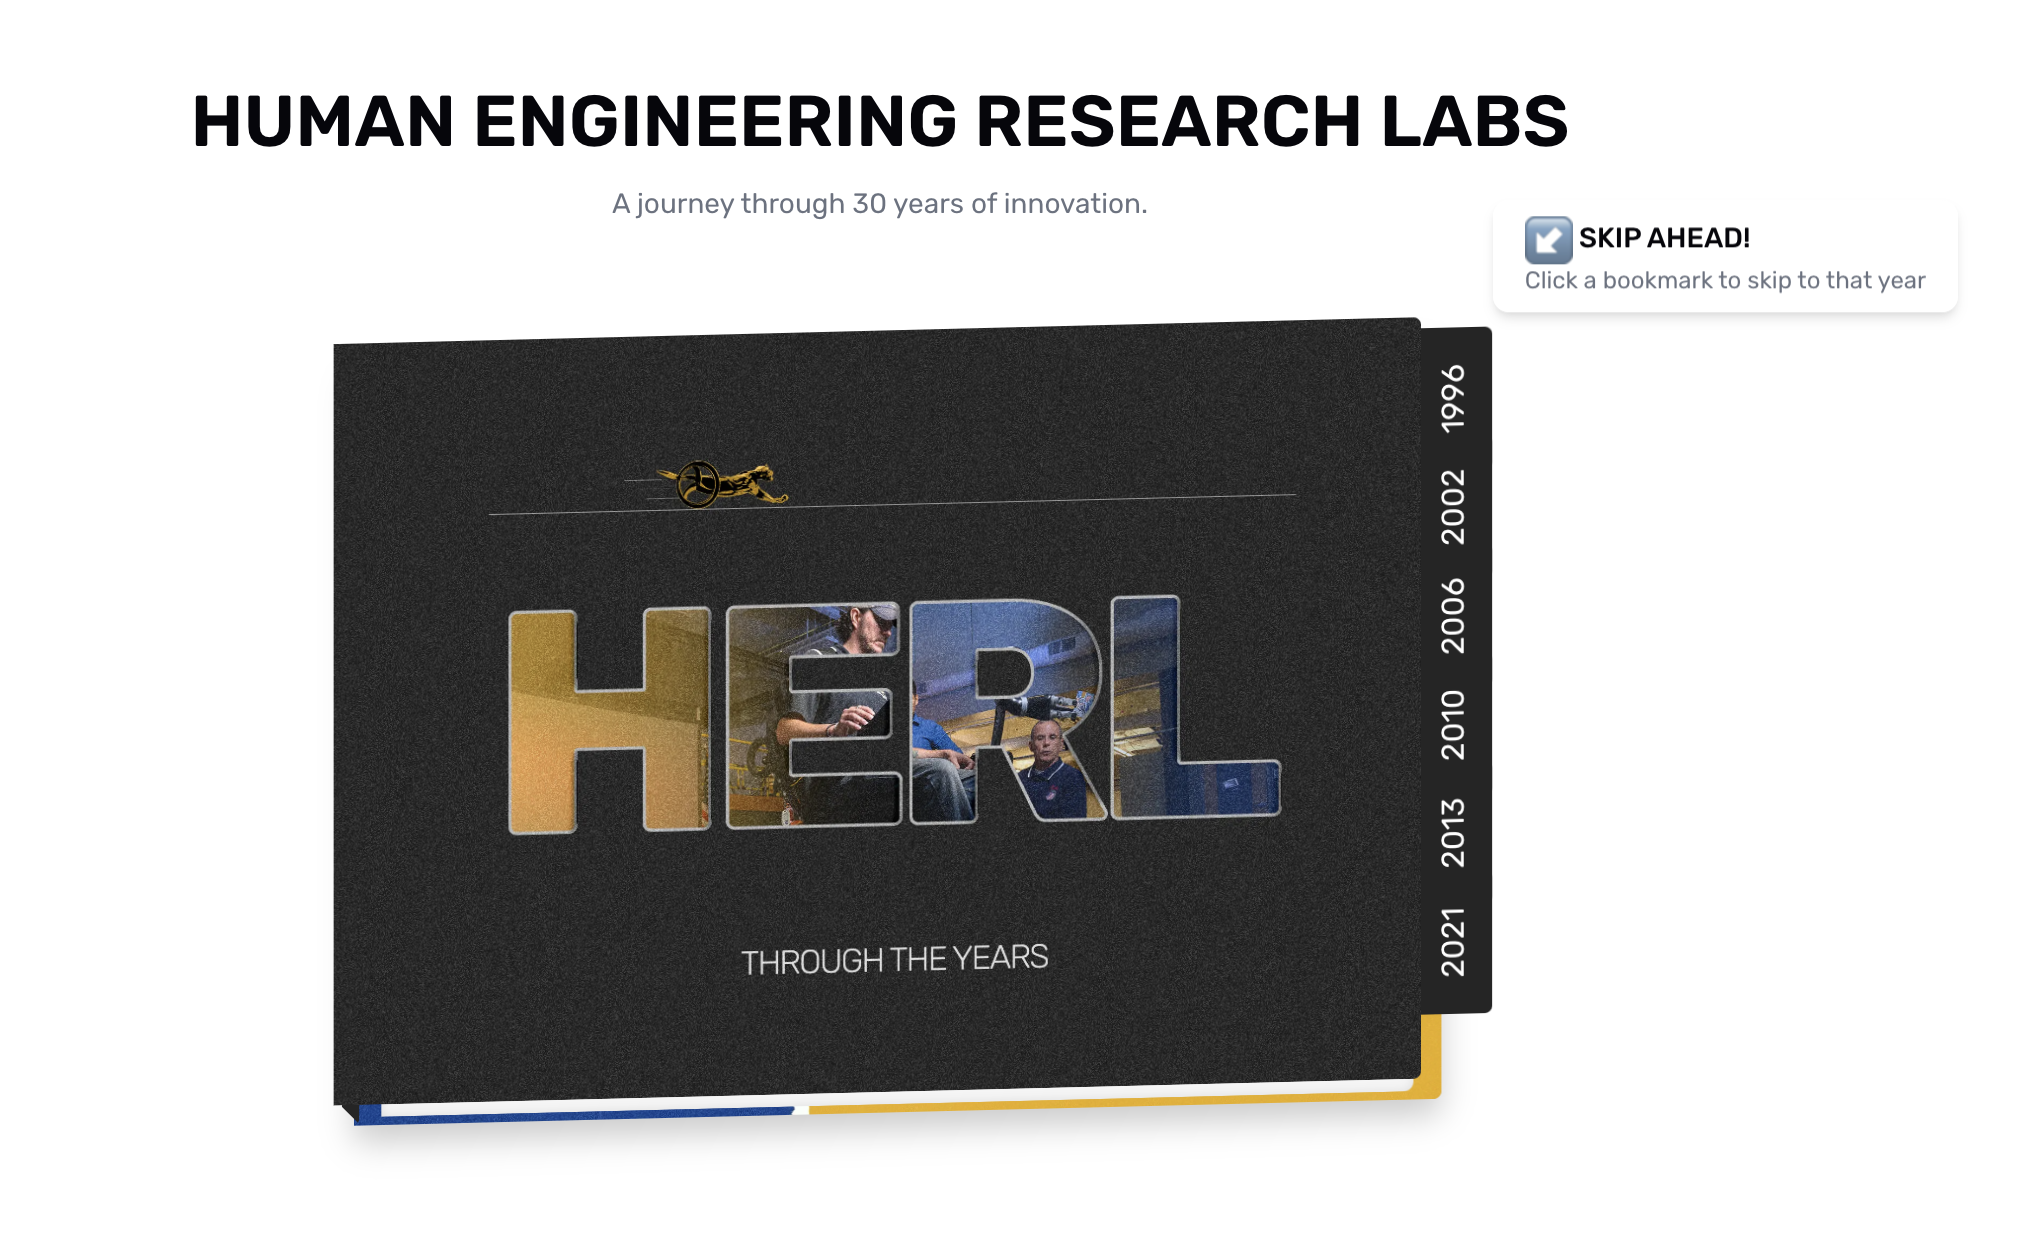 HUMAN ENGINEERING RESEARCH LABS
A journey through 30 years of innovation.
↙️ SKIP AHEAD!
Click a bookmark to skip to that year
1996
2002
2006
2010
2013
2021
HERL
THROUGH THE YEARS